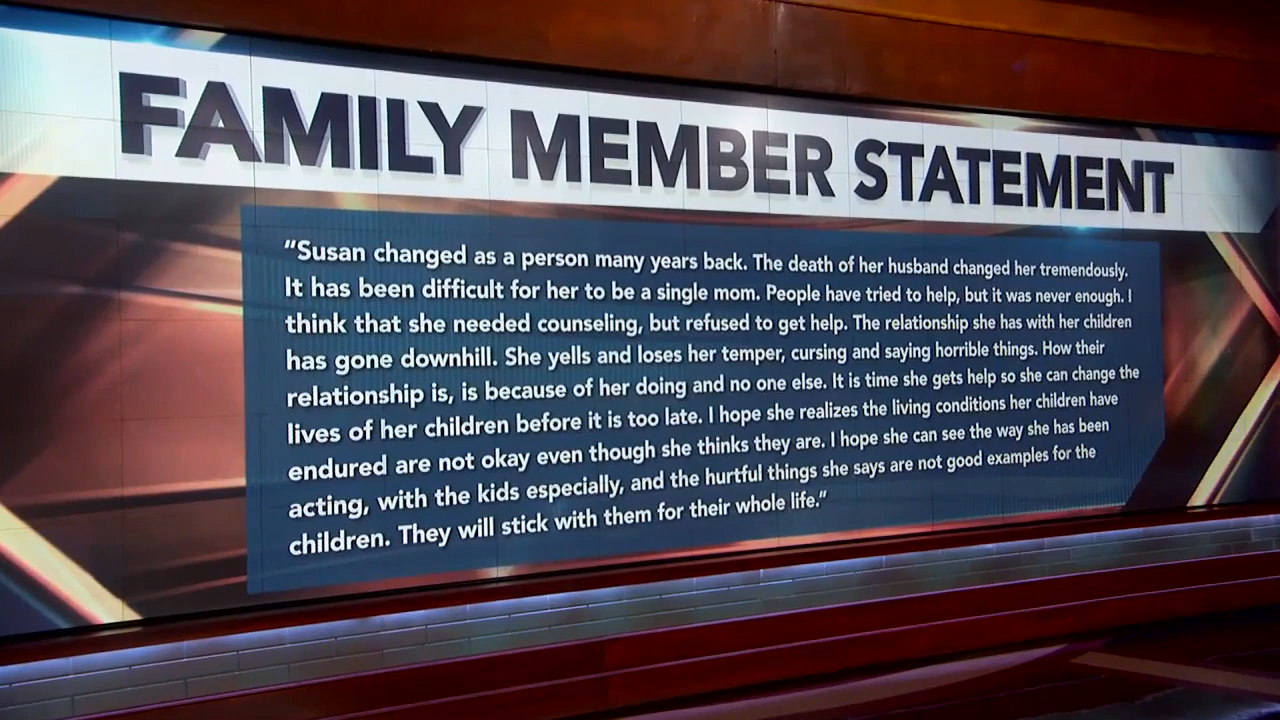 FAMILY MEMBER STATEMENT
“Susan changed as a person many years back. The death of her husband changed her tremendously.
It has been difficult for her to be a single mom. People have tried to help, but it was never enough. I
think that she needed counseling, but refused to get help. The relationship she has with her children
has gone downhill. She yells and loses her temper, cursing and saying horrible things. How their
relationship is, is because of her doing and no one else. It is time she gets help so she can change the
lives of her children before it is too late. I hope she realizes the living conditions her children have
endured are not okay even though she thinks they are. I hope she can see the way she has been
acting, with the kids especially, and the hurtful things she says are not good examples for the
children. They will stick with them for their whole life.”